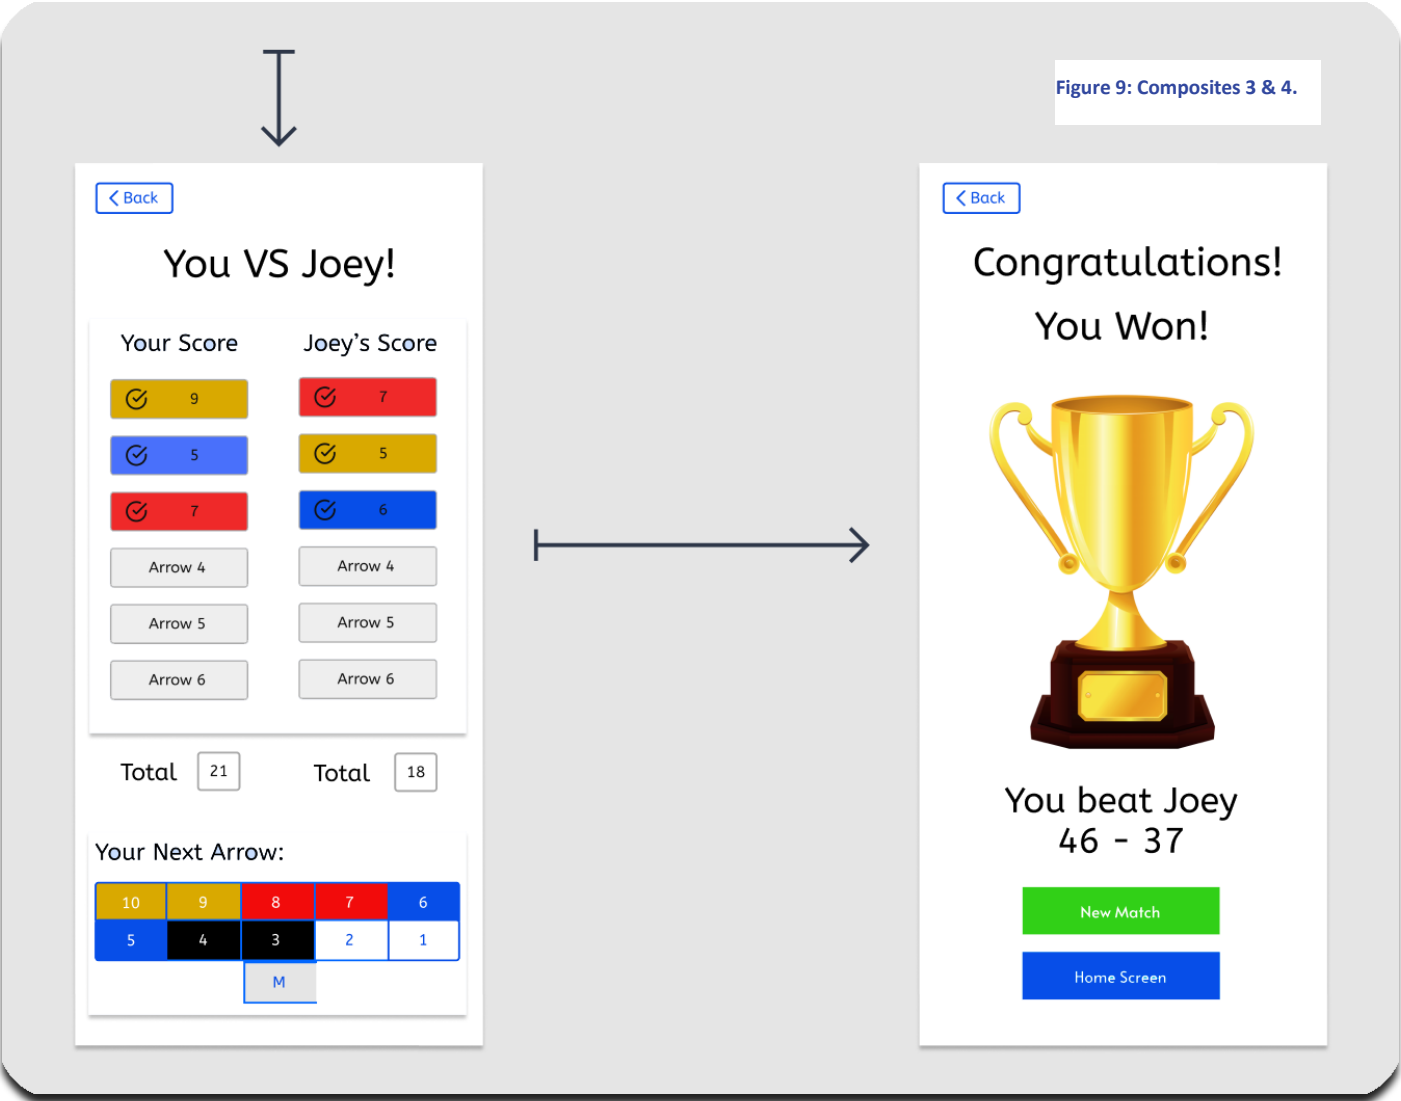 Figure 9: Composites 3 & 4.
Back
You VS Joey!
Your Score
Joey's Score
9
7
5
5
7
6
Arrow 4
Arrow 4
Arrow 5
Arrow 5
Arrow 6
Arrow 6
Total 21
Total 18
Your Next Arrow:
10 9 8 7 6
5 4 3 2 1
M
Back
Congratulations!
You Won!
You beat Joey
46 - 37
New Match
Home Screen